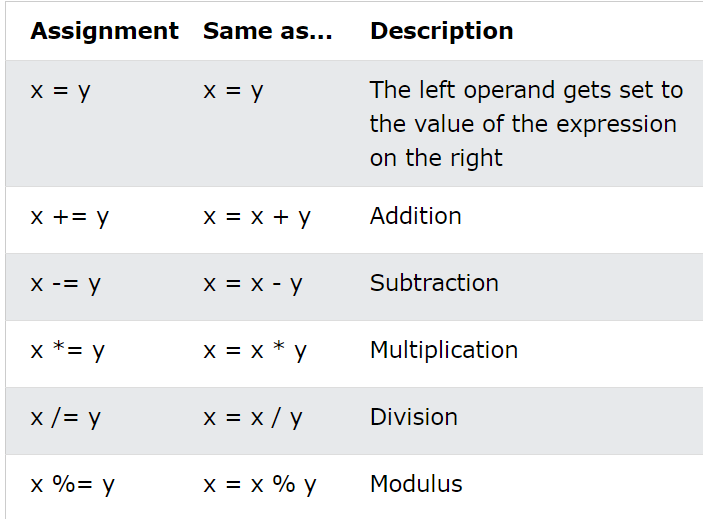 Assignment Same as... Description
x = y x = y The left operand gets set to
the value of the expression
on the right
x += y x = x + y Addition
x -= y x = x - y Subtraction
x *= y x = x * y Multiplication
x /= y x = x / y Division
x %= y x = x % y Modulus